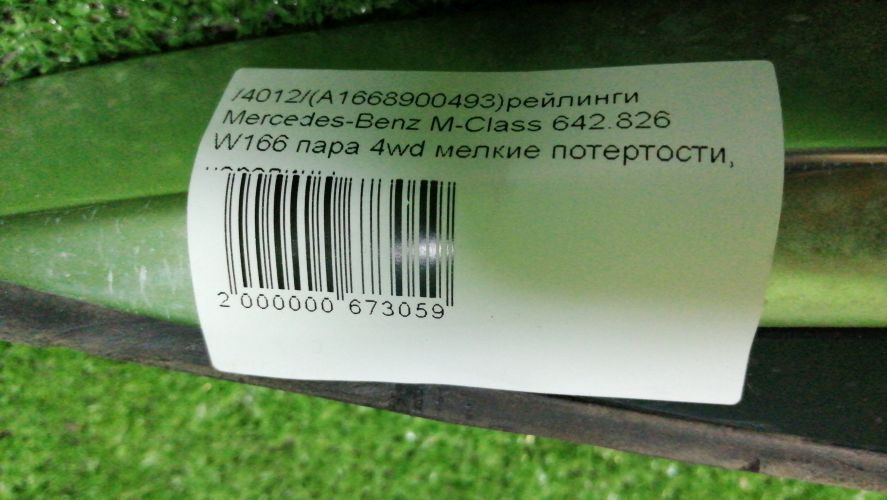 /4012/(A1668900493)рейлинги
Mercedes-Benz M-Class 642.826
W166 пара 4wd мелкие потертости,
2 000000 673059